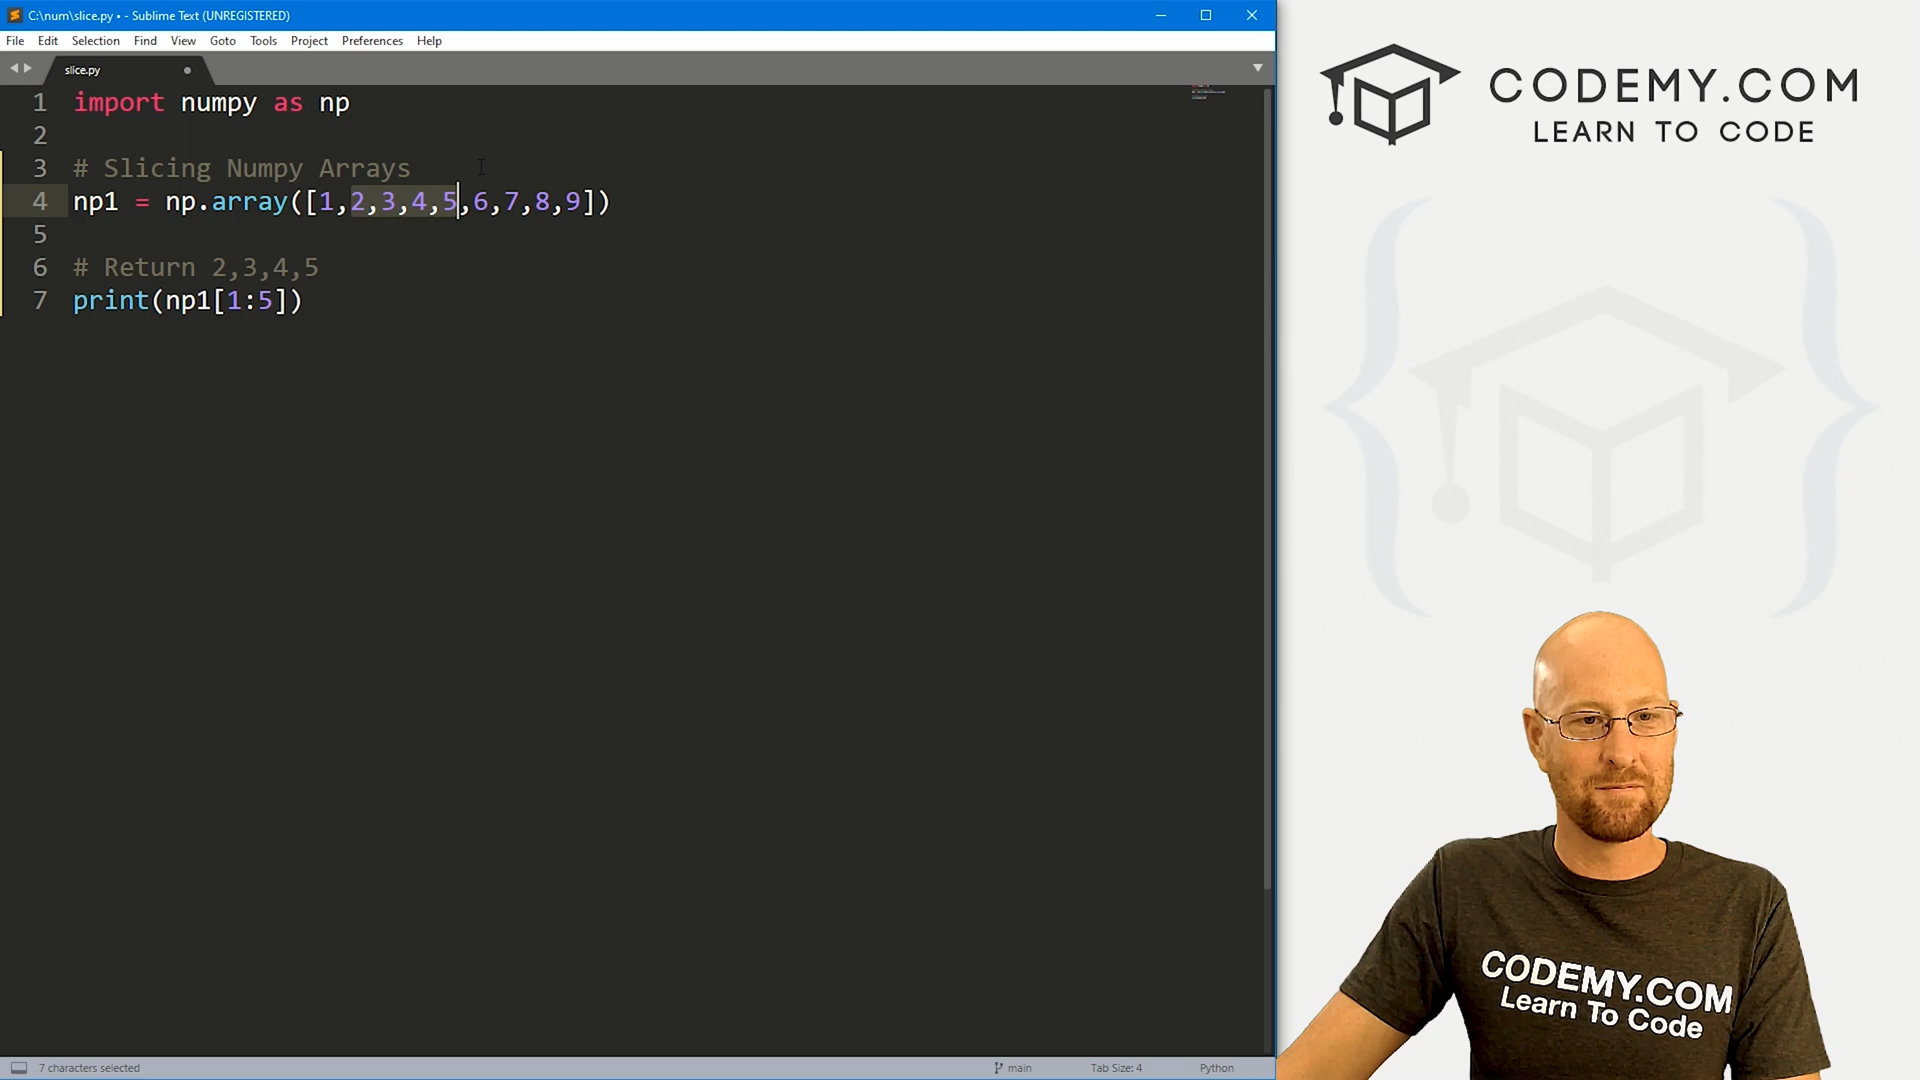 C:\num\slice.py • - Sublime Text (UNREGISTERED)
File Edit Selection Find View Goto Tools Project Preferences Help
slice.py
1 import numpy as np
2
3 # Slicing Numpy Arrays
4 np1 = np.array([1,2,3,4,5,6,7,8,9])
5
6 # Return 2,3,4,5
7 print(np1[1:5])
7 characters selected
main
Tab Size: 4
Python
CODEMY.COM
LEARN TO CODE
CODEMY.COM
Learn To Code